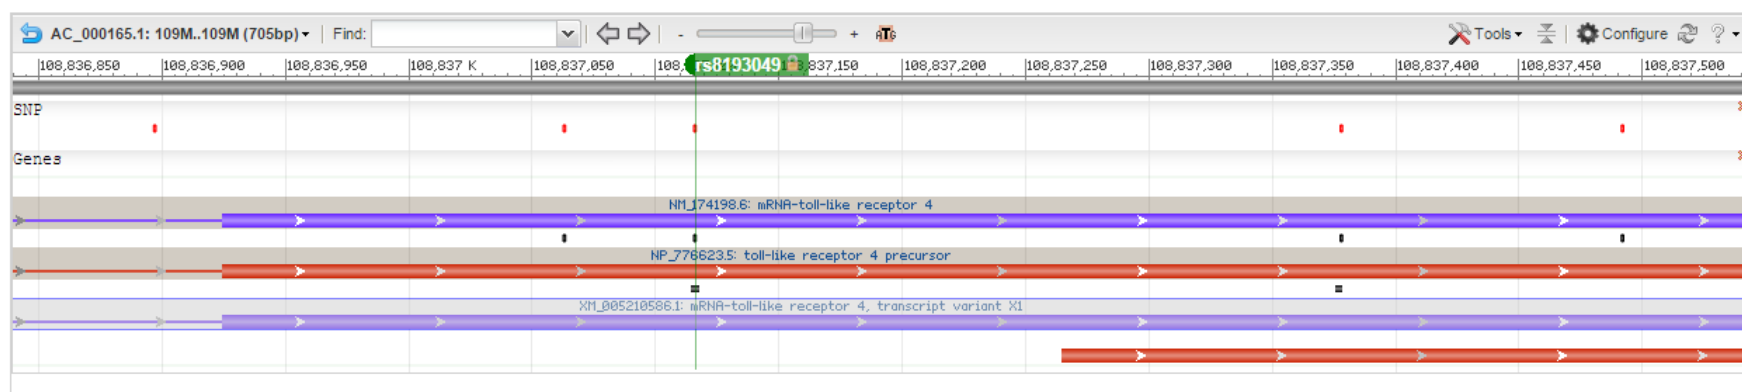 AC_000165.1: 109M..109M (705bp) Find: - + ATG Tools Configure ?
108,836,850 108,836,900 108,836,950 108,837 K 108,837,050 108, rs8193049 837,150 108,837,200 108,837,250 108,837,300 108,837,350 108,837,400 108,837,450 108,837,500
SNP
Genes
NM_174198.6: mRNA-toll-like receptor 4
NP_776623.5: toll-like receptor 4 precursor
XM_005210586.1: mRNA-toll-like receptor 4, transcript variant X1